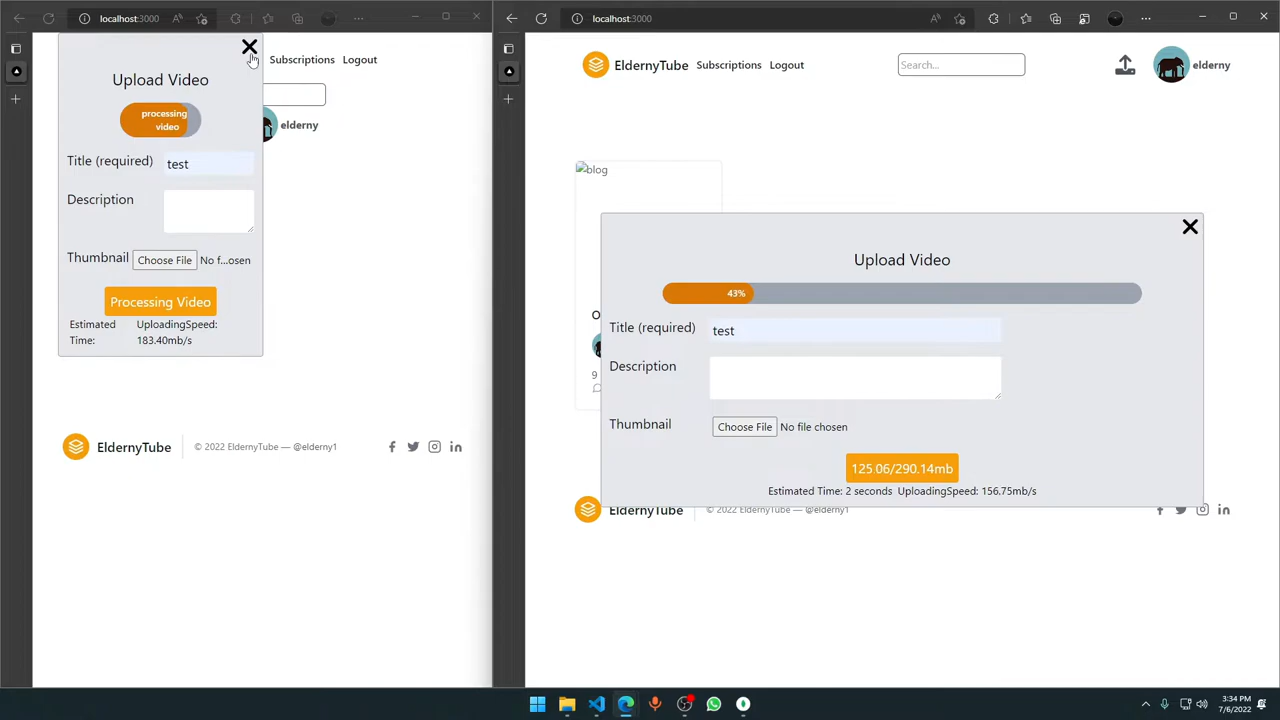 localhost:3000
Subscriptions Logout
Upload Video
processing
video
elderny
Title (required) test
Description
Thumbnail Choose File No f...osen
Processing Video
Estimated
Time:
UploadingSpeed:
183.40mb/s
EldernyTube © 2022 EldernyTube — @elderny1
localhost:3000
EldernyTube Subscriptions Logout Search... elderny
blog
Upload Video
43%
O
Title (required) test
Description
9
Thumbnail Choose File No file chosen
125.06/290.14mb
Estimated Time: 2 seconds UploadingSpeed: 156.75mb/s
EldernyTube © 2022 EldernyTube — @elderny1
3:34 PM
7/6/2022